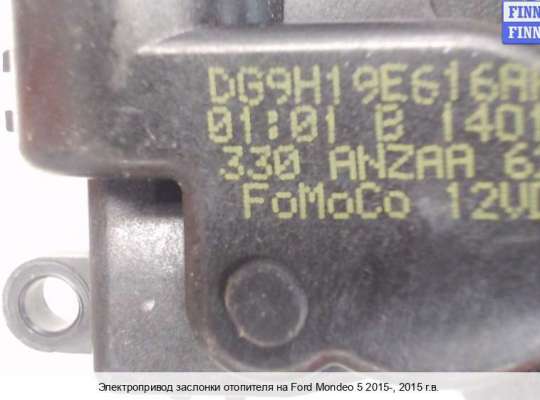 FINN
FINN
DG9H19E616A
01:01 B 1401
330 ANZAA 6
FoMoCo 12VD
Электропривод заслонки отопителя на Ford Mondeo 5 2015-, 2015 г.в.